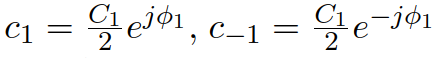 $c_1 = \frac{C_1}{2} e^{j\phi_1}, c_{-1} = \frac{C_1}{2} e^{-j\phi_1}$